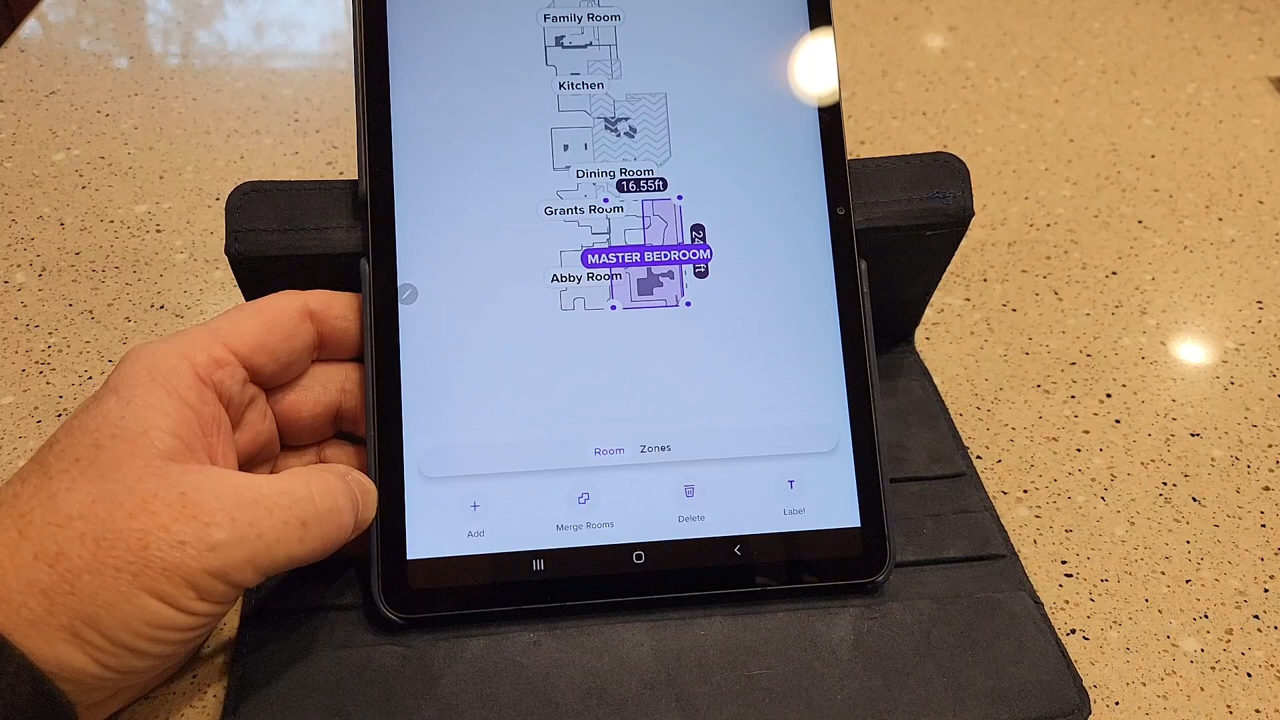 Family Room
Kitchen
Dining Room
16.55ft
Grants Room
MASTER BEDROOM
Abby Room
Room Zones
Add
Merge Rooms
Delete
T
Label